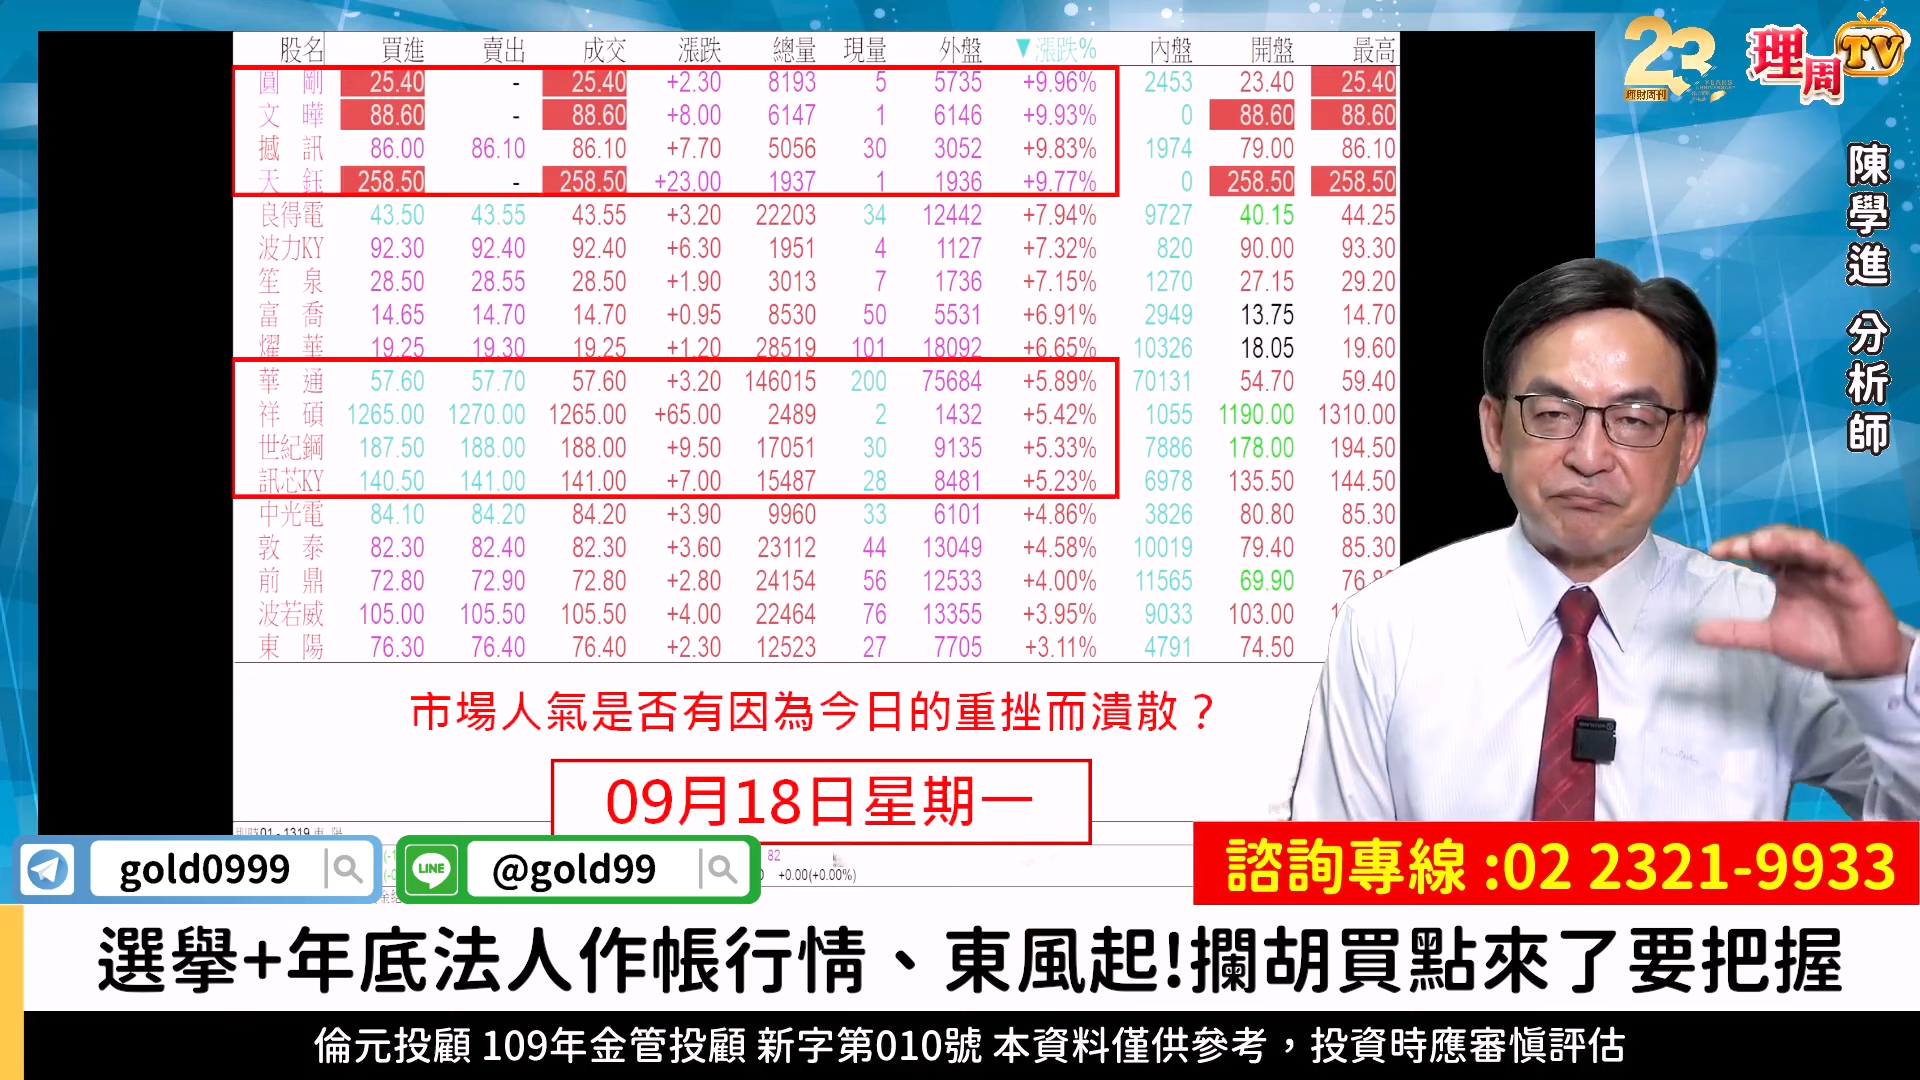 股名 買進 賣出 成交 漲跌 總量 現量 外盤 ▼漲跌% 內盤 開盤 最高
圓剛 25.40 - 25.40 +2.30 8193 5 5735 +9.96% 2453 23.40 25.40
文曄 88.60 - 88.60 +8.00 6147 1 6146 +9.93% 0 88.60 88.60
撼訊 86.00 86.10 86.10 +7.70 5056 30 3052 +9.83% 1974 79.00 86.10
天鈺 258.50 - 258.50 +23.00 1937 1 1936 +9.77% 0 258.50 258.50
良得電 43.50 43.55 43.55 +3.20 22203 34 12442 +7.94% 9727 40.15 44.25
波力KY 92.30 92.40 92.40 +6.30 1951 4 1127 +7.32% 820 90.00 93.30
笙泉 28.50 28.55 28.50 +1.90 3013 7 1736 +7.15% 1270 27.15 29.20
富喬 14.65 14.70 14.70 +0.95 8530 50 5531 +6.91% 2949 13.75 14.70
燿華 19.25 19.30 19.25 +1.20 28519 101 18092 +6.65% 10326 18.05 19.60
華通 57.60 57.70 57.60 +3.20 146015 200 75684 +5.89% 70131 54.70 59.40
祥碩 1265.00 1270.00 1265.00 +65.00 2489 2 1432 +5.42% 1055 1190.00 1310.00
世紀鋼 187.50 188.00 188.00 +9.50 17051 30 9135 +5.33% 7886 178.00 194.50
訊芯KY 140.50 141.00 141.00 +7.00 15487 28 8481 +5.23% 6978 135.50 144.50
中光電 84.10 84.20 84.20 +3.90 9960 33 6101 +4.86% 3826 80.80 85.30
敦泰 82.30 82.40 82.30 +3.60 23112 44 13049 +4.58% 10019 79.40 85.30
前鼎 72.80 72.90 72.80 +2.80 24154 56 12533 +4.00% 11565 69.90
波若威 105.00 105.50 105.50 +4.00 22464 76 13355 +3.95% 9033 103.00
東陽 76.30 76.40 76.40 +2.30 12523 27 7705 +3.11% 4791 74.50
市場人氣是否有因為今日的重挫而潰散？
09月18日星期一
82
+0.00(+0.00%)
23
理財周刊
理周TV
陳學進 分析師
gold0999
LINE @gold99
諮詢專線:02 2321-9933
選舉+年底法人作帳行情、東風起!攔胡買點來了要把握
倫元投顧 109年金管投顧 新字第010號 本資料僅供參考，投資時應審慎評估